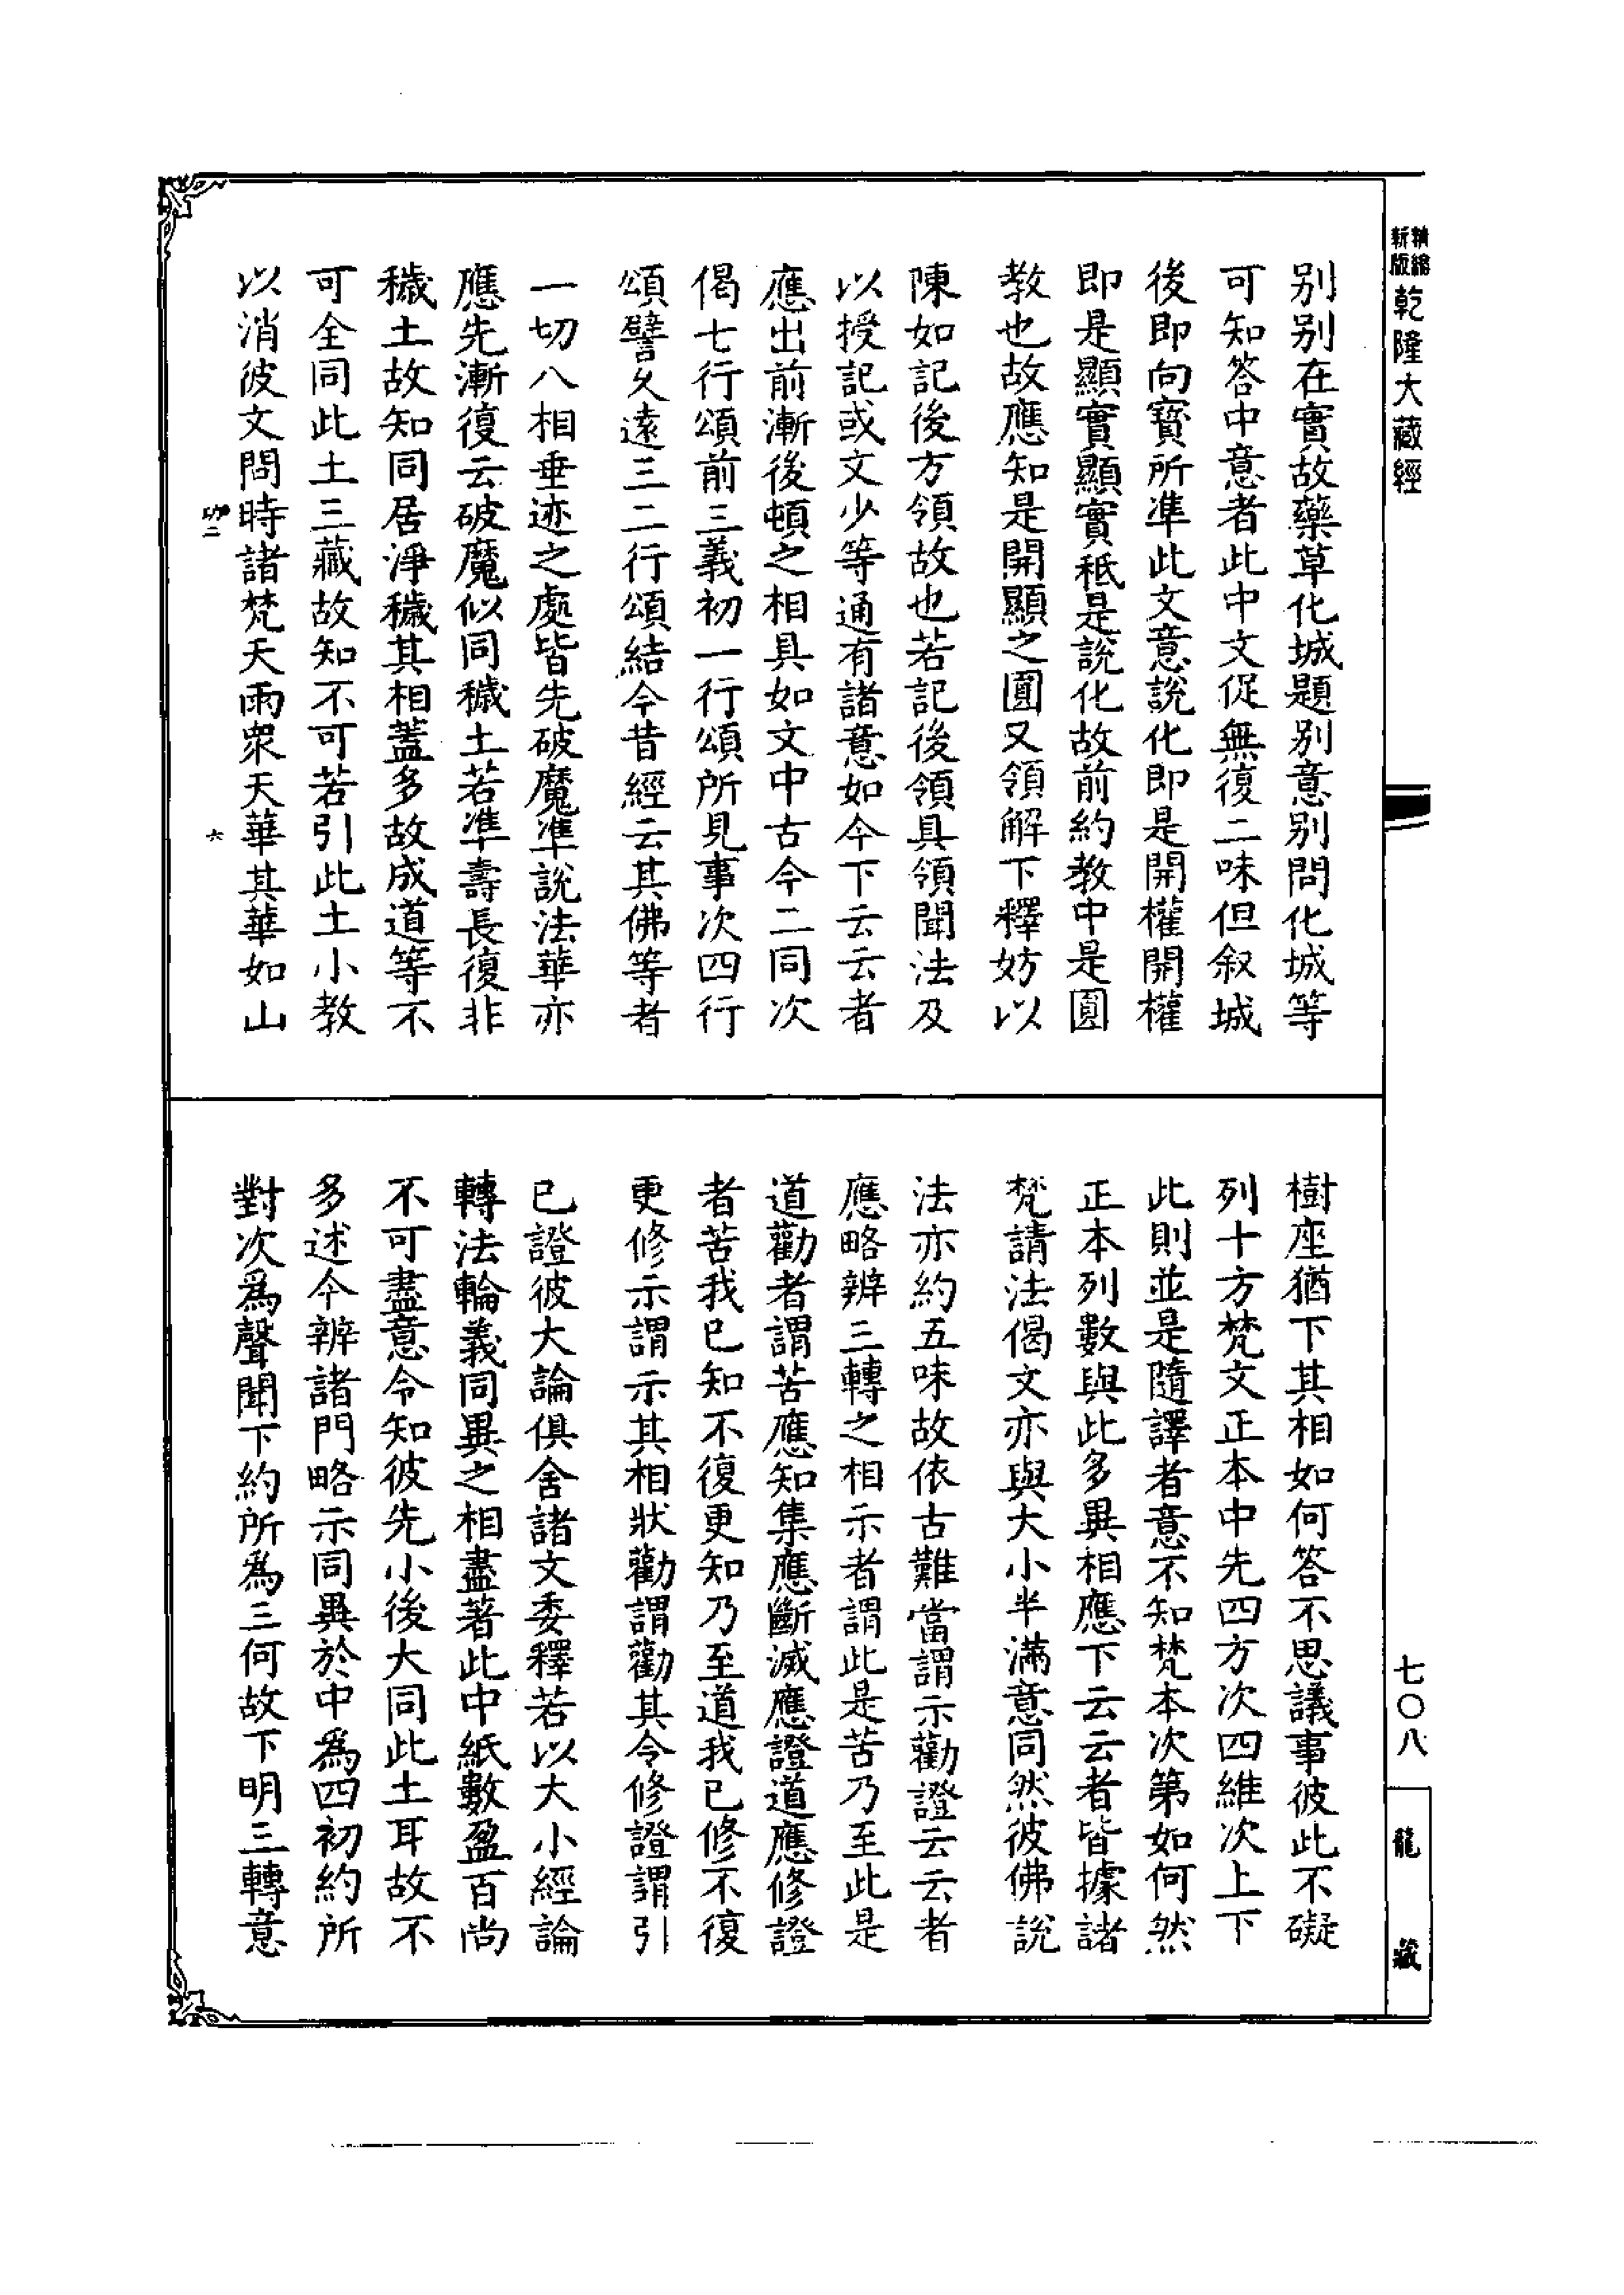 精縮
新版
乾隆大藏經
别别在實故藥草化城題别意别問化城等
可知答中意者此中文促無復二味但叙城
後即向寳所凖此文意說化即是開權開權
即是顯實顯實秖是說化故前約教中是圓
教也故應知是開顯之圓又領解下釋妨以
陳如記後方領故也若記後領具領聞法及
以授記或文少等通有諸意如今下云云者
應出前漸後頓之相具如文中古今二同次
偈七行頌前三義初一行頌所見事次四行
頌譬久遠三二行頌結今昔經云其佛等者
一切八相垂迹之處皆先破魔凖說法華亦
應先漸復云破魔似同穢土若凖壽長復非
穢土故知同居淨穢其相蓋多故成道等不
可全同此土三藏故知不可若引此土小教
以消彼文問時諸梵天雨衆天華其華如山
功二
六
樹座猶下其相如何答不思議事彼此不礙
列十方梵文正本中先四方次四維次上下
此則並是隨譯者意不知梵本次第如何然
正本列數與此多異相應下云云者皆據諸
梵請法偈文亦與大小半滿意同然彼佛說
法亦約五味故依古難當謂示勸證云云者
應略辨三轉之相示者謂此是苦乃至此是
道勸者謂苦應知集應斷滅應證道應修證
者苦我已知不復更知乃至道我已修不復
更修示謂示其相狀勸謂勸其令修證謂引
已證彼大論俱舍諸文委釋若以大小經論
轉法輪義同異之相盡著此中紙數盈百尚
不可盡意令知彼先小後大同此土耳故不
多述今辨諸門略示同異於中爲四初約所
對次爲聲聞下約所爲三何故下明三轉意
七〇八
龍藏